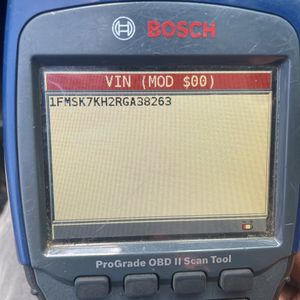 BOSCH
VIN (MOD $00)
1FMSK7KH2RGA38263
ProGrade OBD II Scan Tool